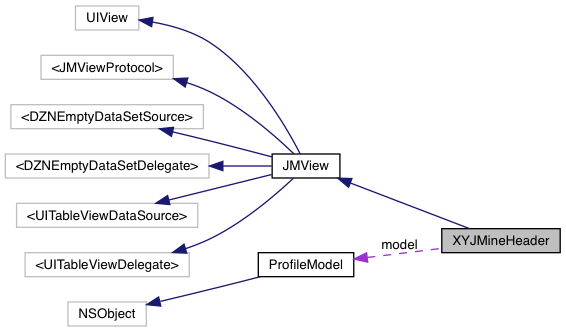 UIView
<JMViewProtocol>
<DZNEmptyDataSetSource>
<DZNEmptyDataSetDelegate>
JMView
<UITableViewDataSource>
XYJMineHeader
model
<UITableViewDelegate>
ProfileModel
NSObject